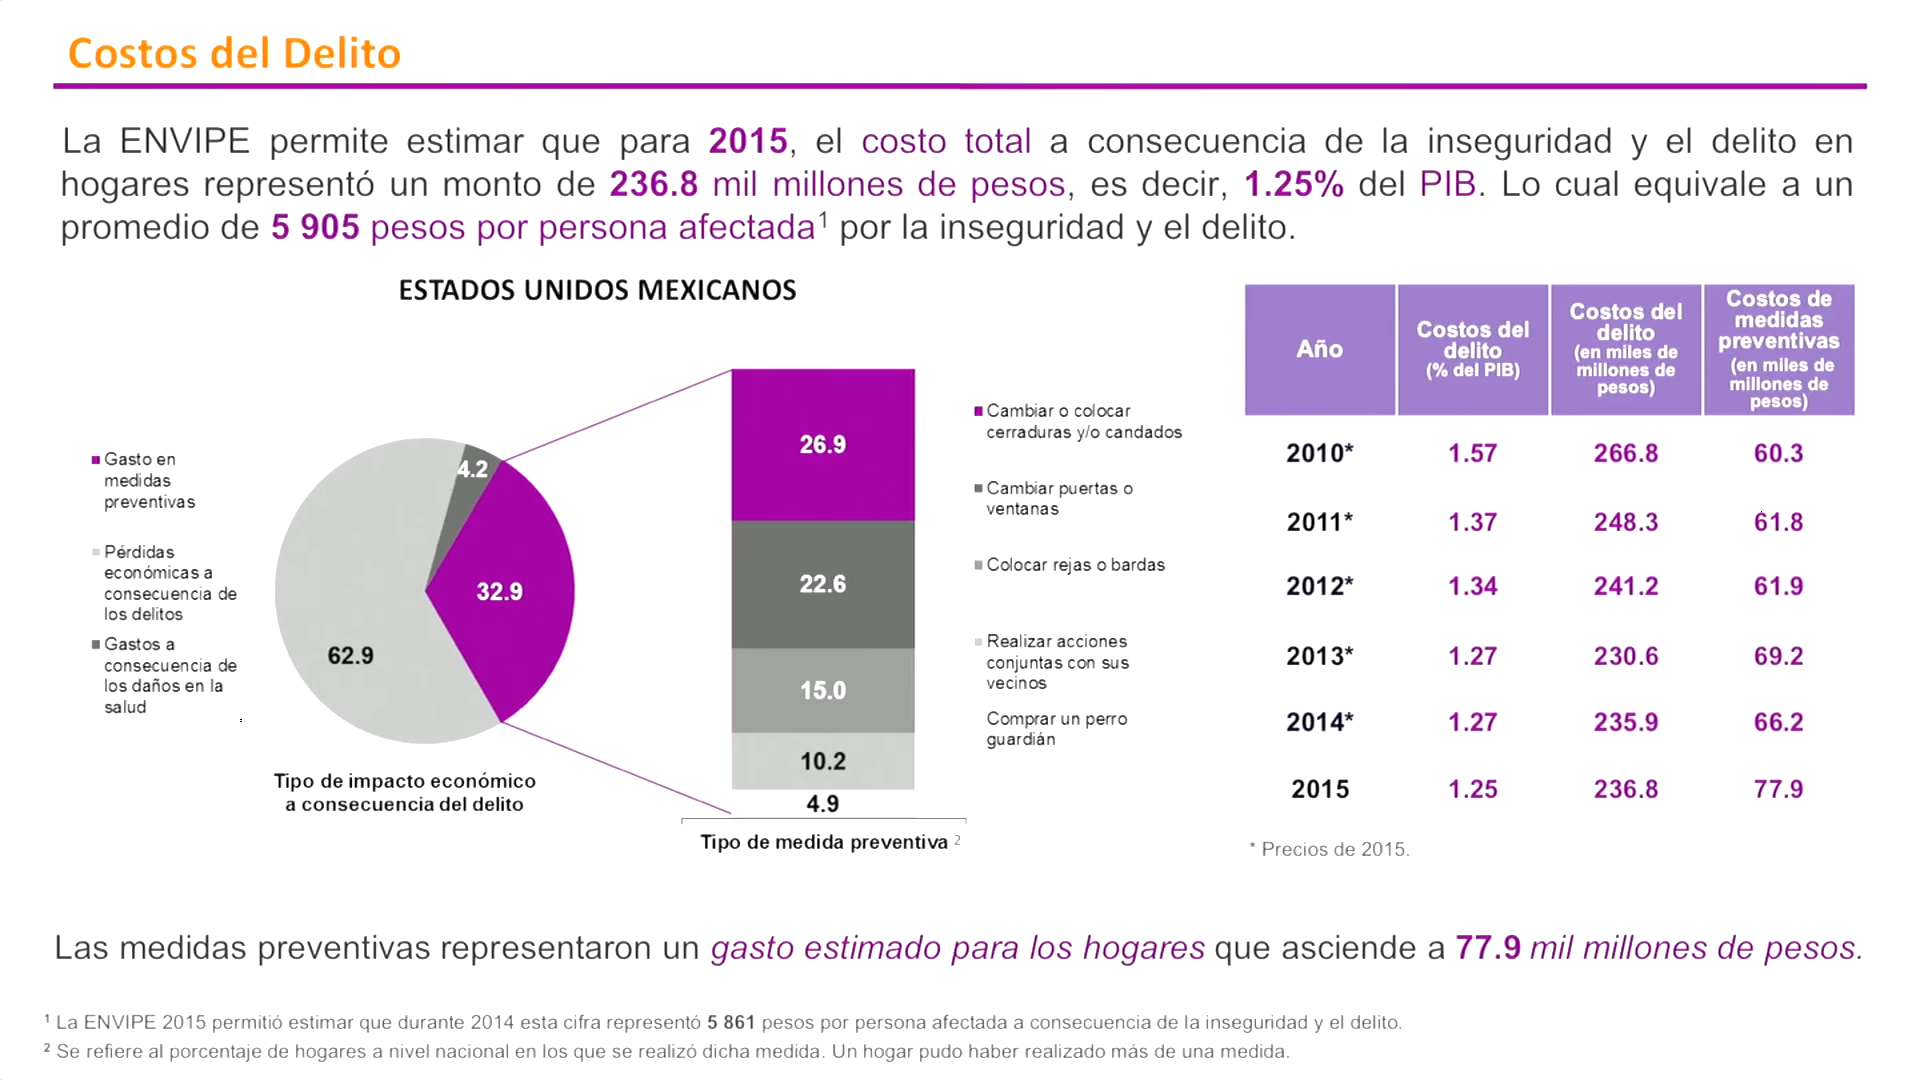 Costos del Delito
La ENVIPE permite estimar que para 2015, el costo total a consecuencia de la inseguridad y el delito en
hogares representó un monto de 236.8 mil millones de pesos, es decir, 1.25% del PIB. Lo cual equivale a un
promedio de 5 905 pesos por persona afectada¹ por la inseguridad y el delito.
ESTADOS UNIDOS MEXICANOS
Gasto en
medidas
preventivas
Pérdidas
económicas a
consecuencia de
los delitos
Gastos a
consecuencia de
los daños en la
salud
4.2
32.9
62.9
Tipo de impacto económico
a consecuencia del delito
26.9
22.6
15.0
10.2
4.9
Tipo de medida preventiva ²
Cambiar o colocar
cerraduras y/o candados
Cambiar puertas o
ventanas
Colocar rejas o bardas
Realizar acciones
conjuntas con sus
vecinos
Comprar un perro
guardián
Año
Costos del
delito
(% del PIB)
Costos del
delito
(en miles de
millones de
pesos)
Costos de
medidas
preventivas
(en miles de
millones de
pesos)
2010* 1.57 266.8 60.3
2011* 1.37 248.3 61.8
2012* 1.34 241.2 61.9
2013* 1.27 230.6 69.2
2014* 1.27 235.9 66.2
2015 1.25 236.8 77.9
* Precios de 2015.
Las medidas preventivas representaron un gasto estimado para los hogares que asciende a 77.9 mil millones de pesos.
¹ La ENVIPE 2015 permitió estimar que durante 2014 esta cifra representó 5 861 pesos por persona afectada a consecuencia de la inseguridad y el delito.
² Se refiere al porcentaje de hogares a nivel nacional en los que se realizó dicha medida. Un hogar pudo haber realizado más de una medida.